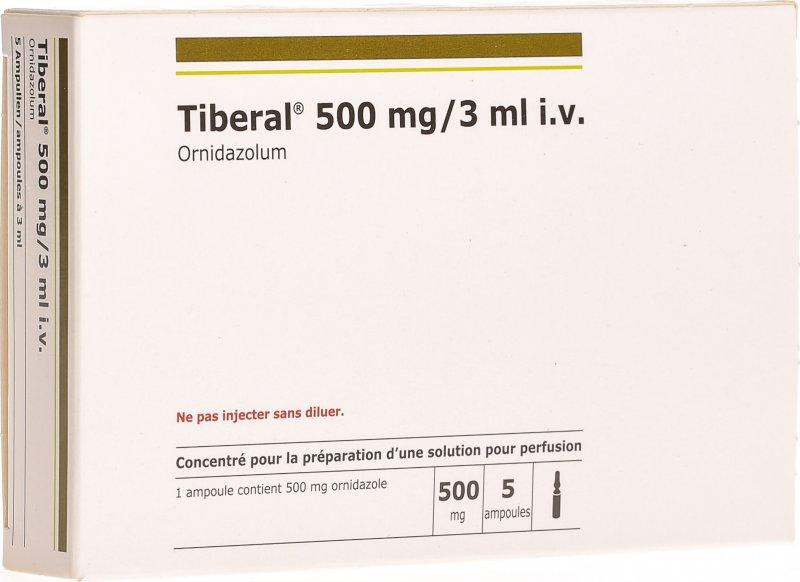 Tiberal® 500 mg/3 ml i.v.
Ornidazolum
5 Ampullen/ampoules à 3 ml
Tiberal® 500 mg/3 ml i.v.
Ornidazolum
Ne pas injecter sans diluer.
Concentré pour la préparation d'une solution pour perfusion
1 ampoule contient 500 mg ornidazole
500
mg
5
ampoules